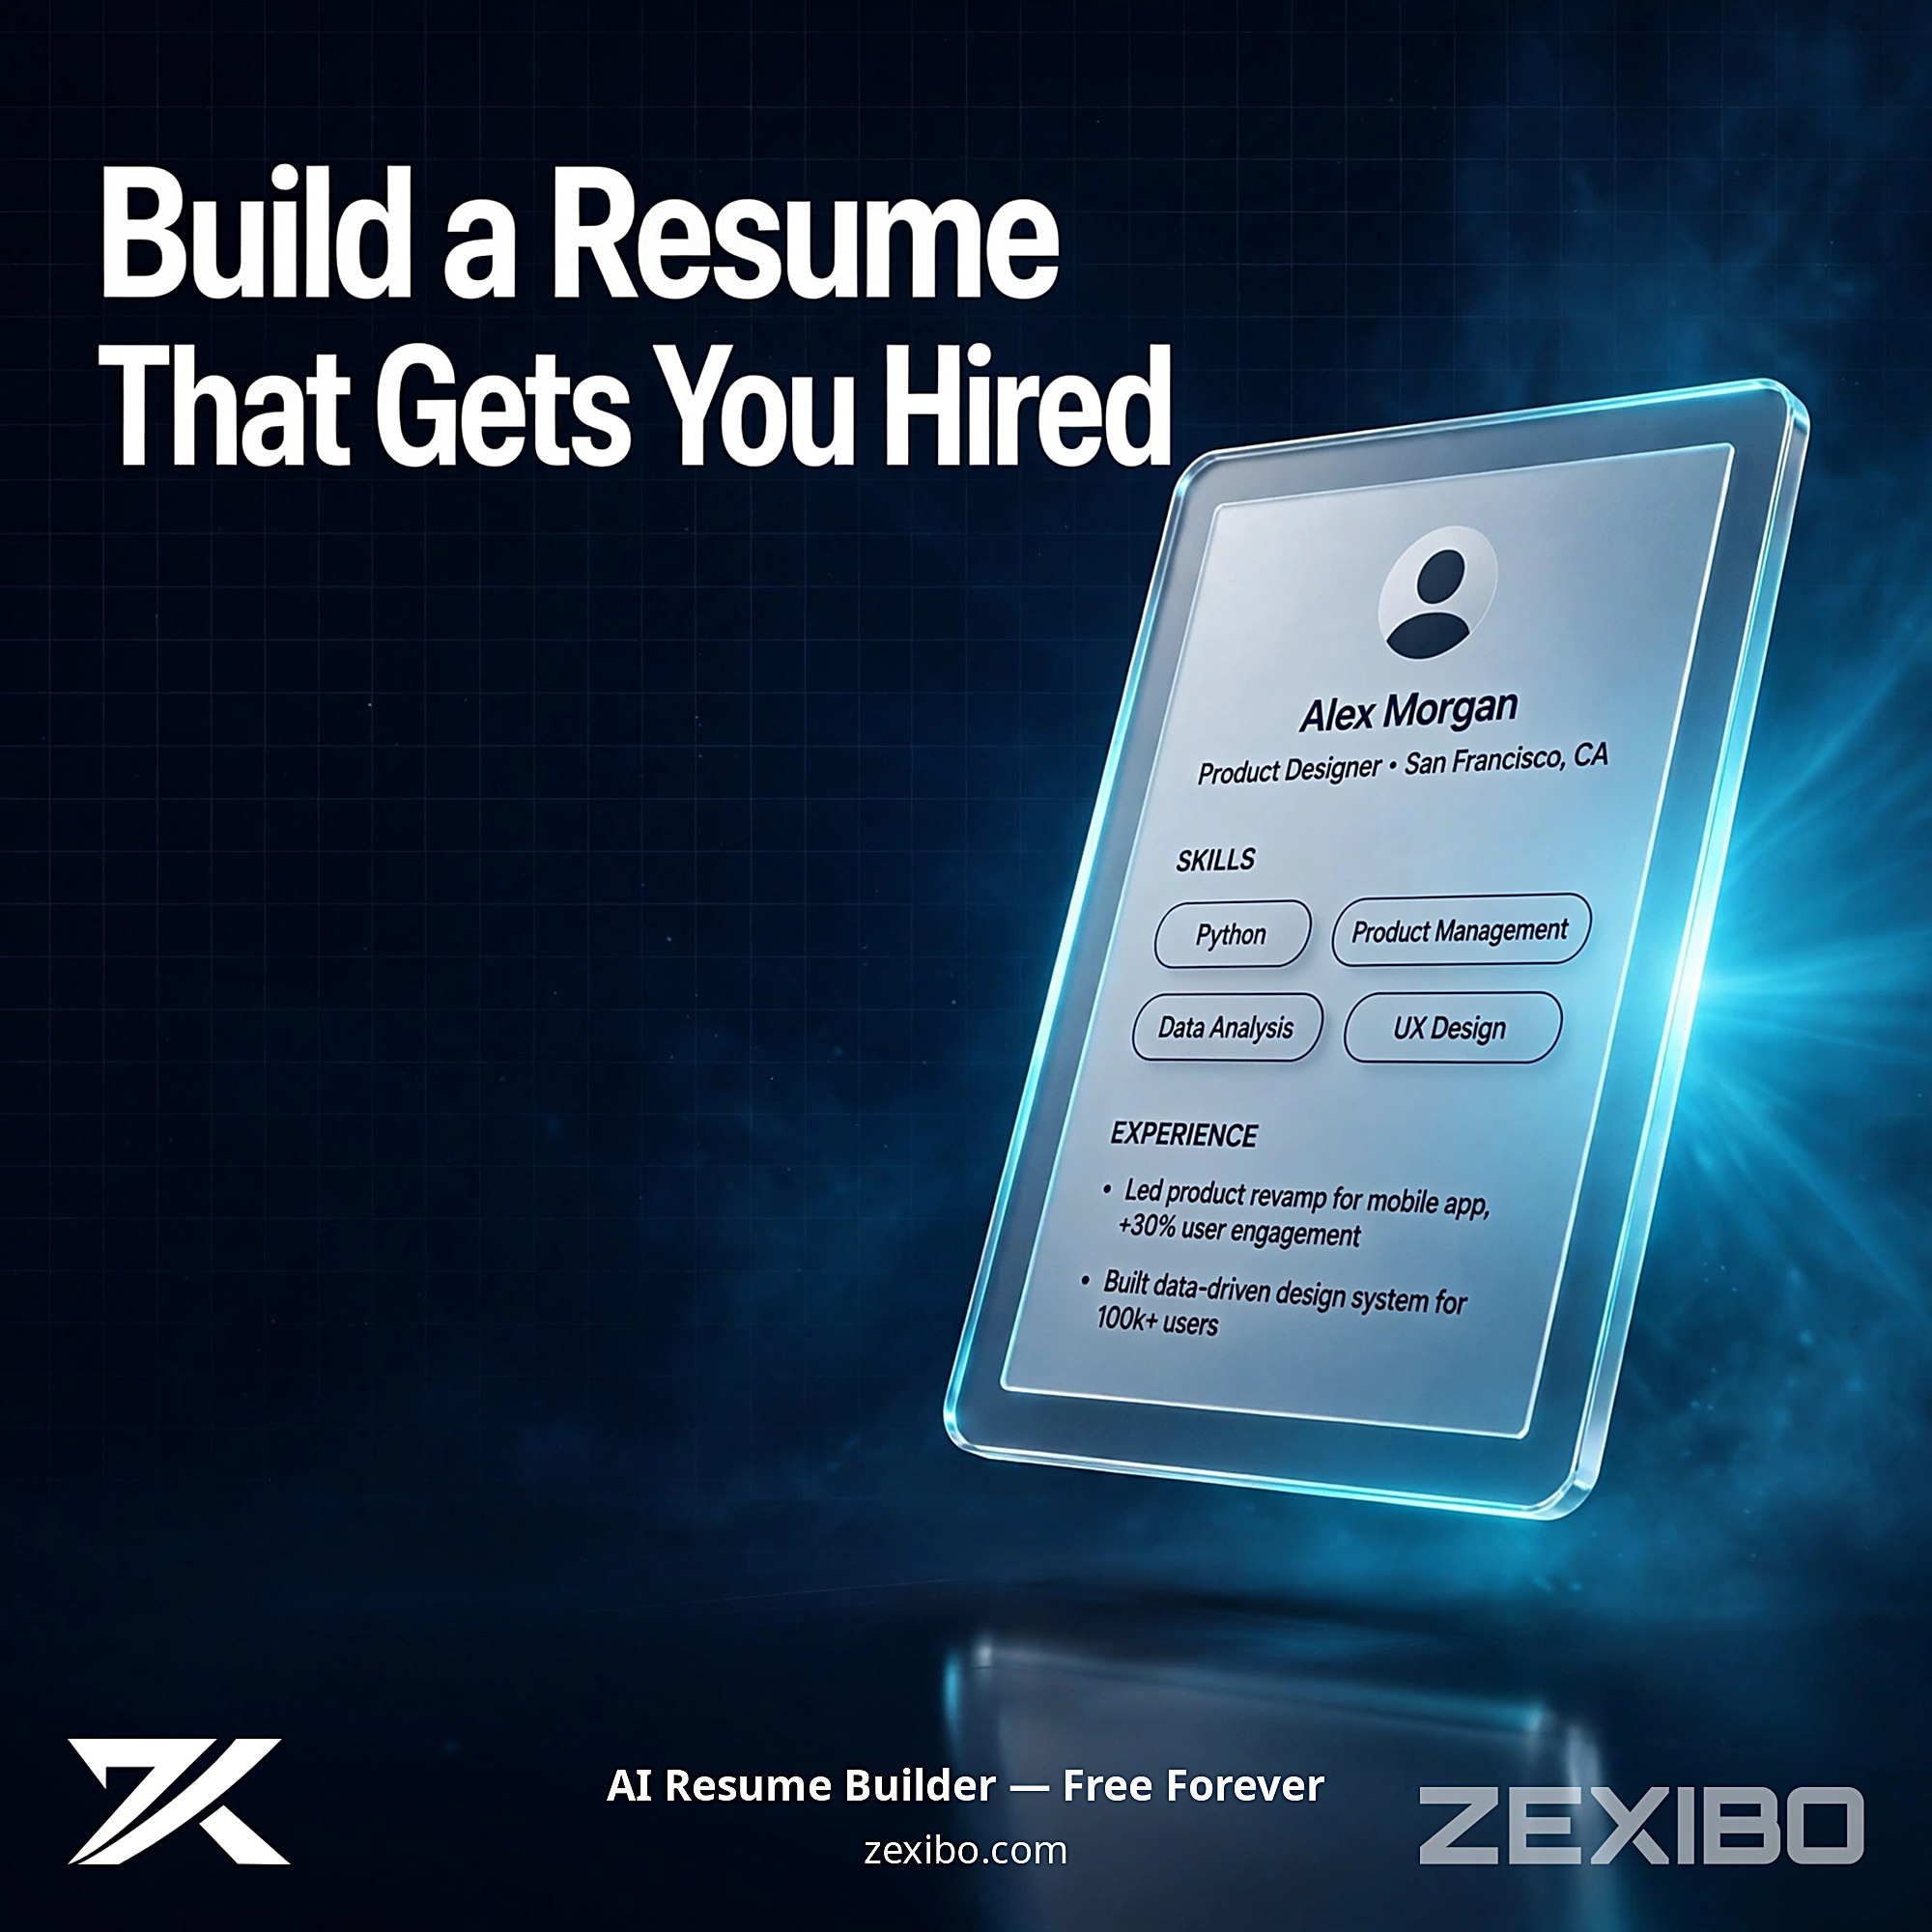 Build a Resume
That Gets You Hired
Alex Morgan
Product Designer • San Francisco, CA
SKILLS
Python
Product Management
Data Analysis
UX Design
EXPERIENCE
• Led product revamp for mobile app,
+30% user engagement
• Built data-driven design system for
100k+ users
AI Resume Builder — Free Forever
zexibo.com
ZEXIBO